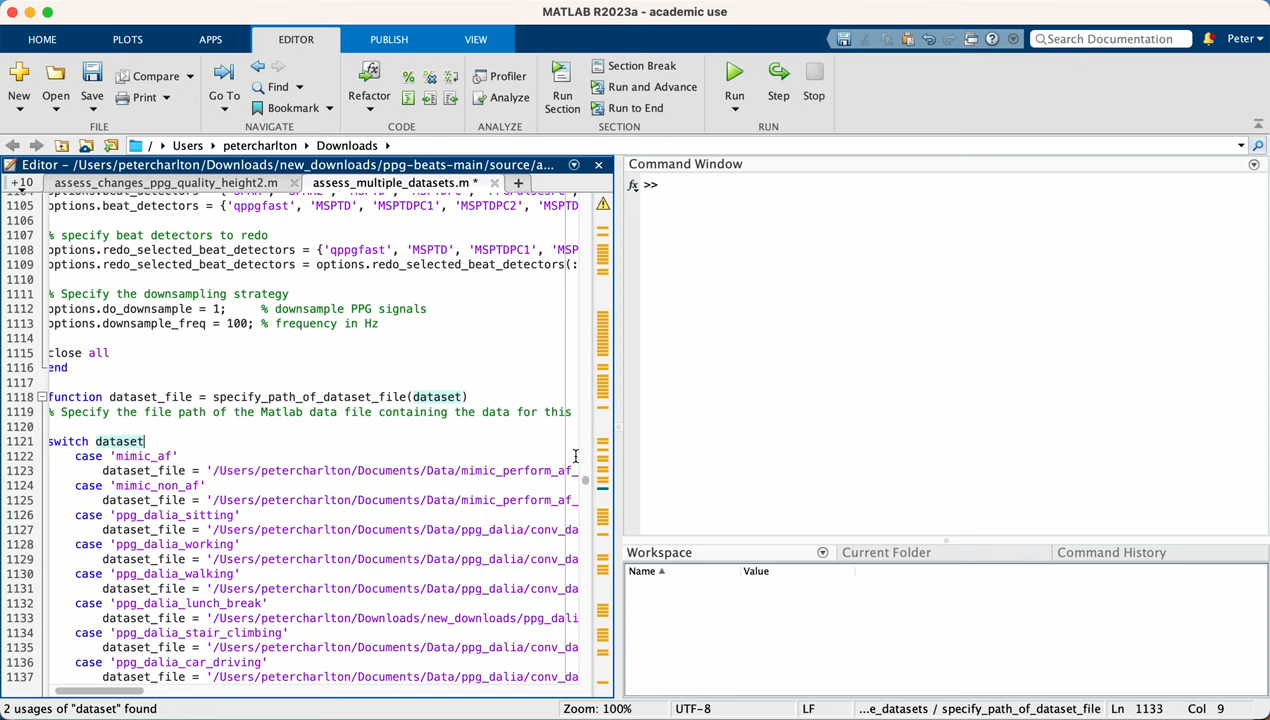 MATLAB R2023a - academic use
HOME PLOTS APPS EDITOR PUBLISH VIEW Search Documentation Peter
New Open Save Compare Print Go To Find Bookmark Refactor Profiler Analyze Run Section Section Break Run and Advance Run to End Run Step Stop
FILE NAVIGATE CODE ANALYZE SECTION RUN
/ Users petercharlton Downloads
Editor - /Users/petercharlton/Downloads/new_downloads/ppg-beats-main/source/a...
+10 assess_changes_ppg_quality_height2.m assess_multiple_datasets.m * +
1105 options.beat_detectors = {'qppgfast', 'MSPTD', 'MSPTDPC1', 'MSPTDPC2', 'MSPTD
1106
1107 % specify beat detectors to redo
1108 options.redo_selected_beat_detectors = {'qppgfast', 'MSPTD', 'MSPTDPC1', 'MSP
1109 options.redo_selected_beat_detectors = options.redo_selected_beat_detectors(:
1110
1111 % Specify the downsampling strategy
1112 options.do_downsample = 1; % downsample PPG signals
1113 options.downsample_freq = 100; % frequency in Hz
1114
1115 close all
1116 end
1117
1118 function dataset_file = specify_path_of_dataset_file(dataset)
1119 % Specify the file path of the Matlab data file containing the data for this
1120
1121 switch dataset
1122 case 'mimic_af'
1123 dataset_file = '/Users/petercharlton/Documents/Data/mimic_perform_af_
1124 case 'mimic_non_af'
1125 dataset_file = '/Users/petercharlton/Documents/Data/mimic_perform_af_
1126 case 'ppg_dalia_sitting'
1127 dataset_file = '/Users/petercharlton/Documents/Data/ppg_dalia/conv_da
1128 case 'ppg_dalia_working'
1129 dataset_file = '/Users/petercharlton/Documents/Data/ppg_dalia/conv_da
1130 case 'ppg_dalia_walking'
1131 dataset_file = '/Users/petercharlton/Documents/Data/ppg_dalia/conv_da
1132 case 'ppg_dalia_lunch_break'
1133 dataset_file = '/Users/petercharlton/Downloads/new_downloads/ppg_dali
1134 case 'ppg_dalia_stair_climbing'
1135 dataset_file = '/Users/petercharlton/Documents/Data/ppg_dalia/conv_da
1136 case 'ppg_dalia_car_driving'
1137 dataset_file = '/Users/petercharlton/Documents/Data/ppg_dalia/conv_da
Command Window
fx >>
Workspace Current Folder Command History
Name Value
2 usages of "dataset" found Zoom: 100% UTF-8 LF ...e_datasets / specify_path_of_dataset_file Ln 1133 Col 9